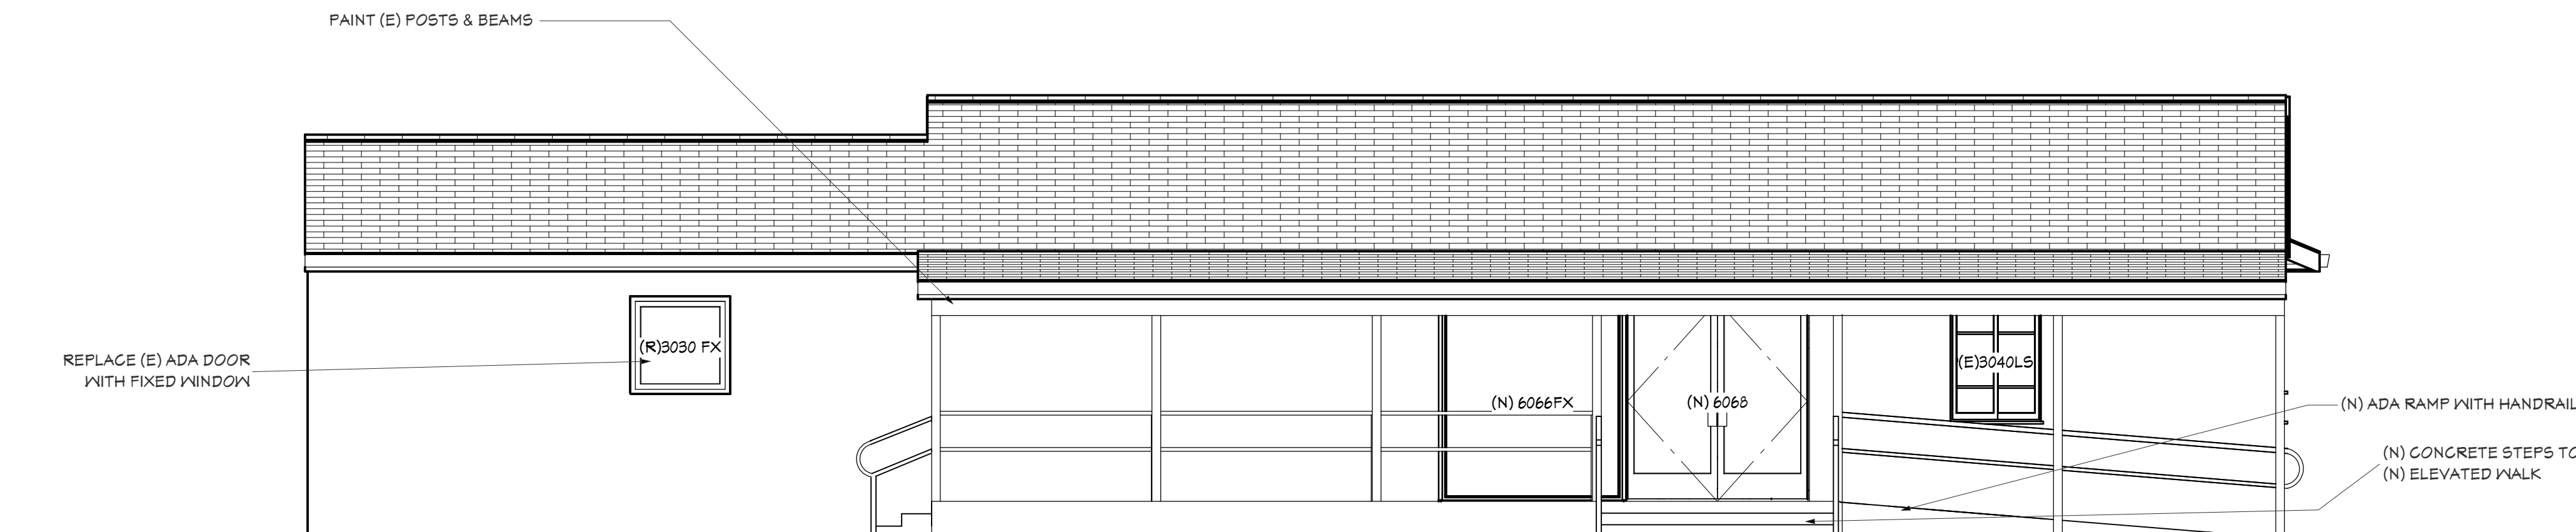 PAINT (E) POSTS & BEAMS
(R)3030 FX
REPLACE (E) ADA DOOR
WITH FIXED WINDOW
(E)3040LS
(N) 6066FX
(N) 6068
(N) ADA RAMP WITH HANDRAIL
(N) CONCRETE STEPS TO
(N) ELEVATED WALK